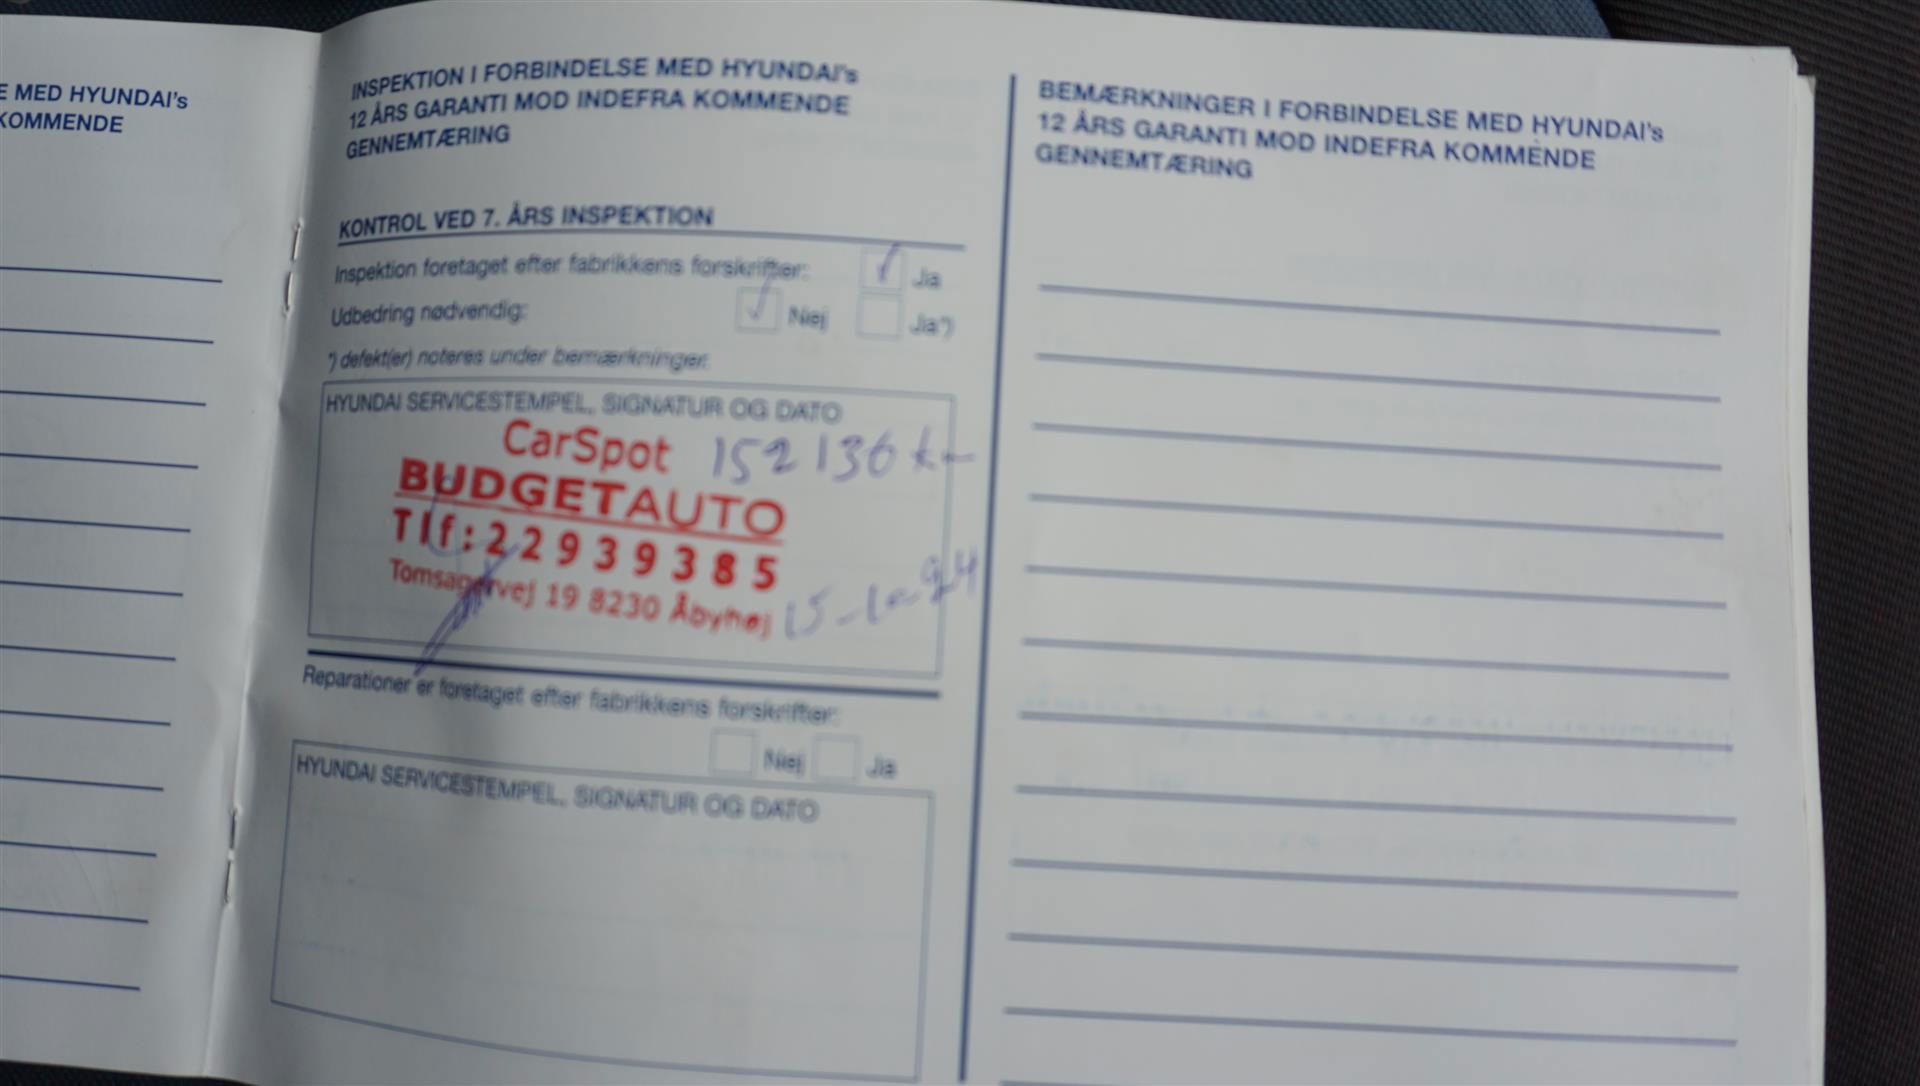 E MED HYUNDAI's
KOMMENDE
INSPEKTION I FORBINDELSE MED HYUNDAI's
12 ÅRS GARANTI MOD INDEFRA KOMMENDE
GENNEMTÆRING
KONTROL VED 7. ÅRS INSPEKTION
Inspektion foretaget efter fabrikkens forskrifter: Ja
Udbedring nødvendig: Nej Ja*)
*) defekt(er) noteres under bemærkninger.
HYUNDAI SERVICESTEMPEL, SIGNATUR OG DATO
CarSpot 152136 km
BUDGETAUTO
Tlf: 22939385
Tomsagervej 19 8230 Åbyhøj
Reparationer er foretaget efter fabrikkens forskrifter:
Nej Ja
HYUNDAI SERVICESTEMPEL, SIGNATUR OG DATO
BEMÆRKNINGER I FORBINDELSE MED HYUNDAI's
12 ÅRS GARANTI MOD INDEFRA KOMMENDE
GENNEMTÆRING